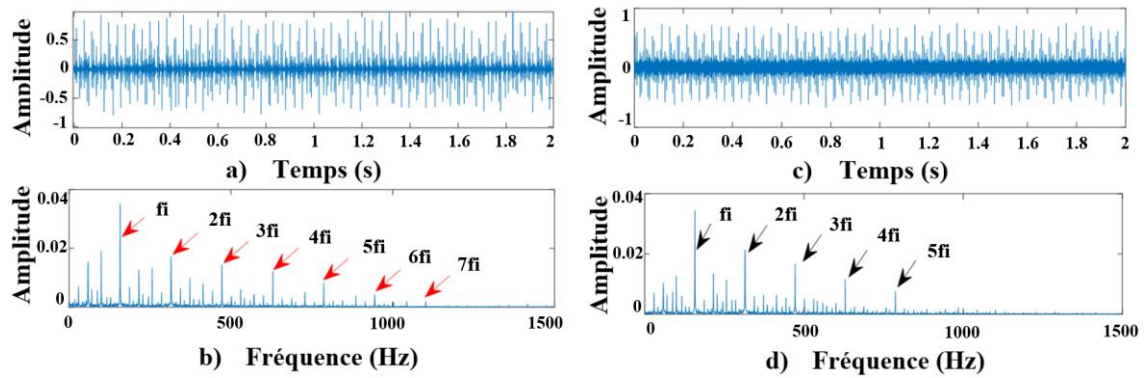 Amplitude
0.5
0
-0.5
-1
0 0.2 0.4 0.6 0.8 1 1.2 1.4 1.6 1.8 2
a) Temps (s)
Amplitude
1
0
-1
0 0.2 0.4 0.6 0.8 1 1.2 1.4 1.6 1.8 2
c) Temps (s)
Amplitude
0.04
0.02
0
fi
2fi
3fi
4fi
5fi
6fi
7fi
0 500 1000 1500
b) Fréquence (Hz)
Amplitude
0.04
0.02
0
fi
2fi
3fi
4fi
5fi
0 500 1000 1500
d) Fréquence (Hz)